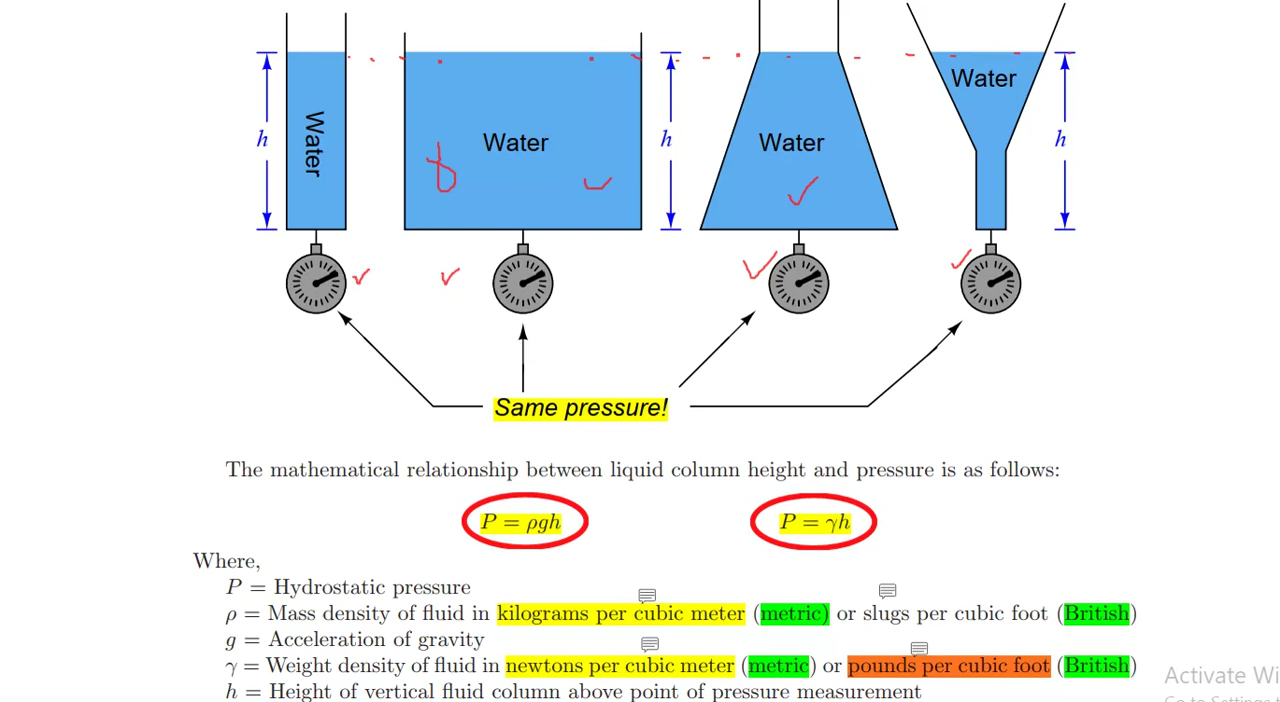 h
Water
Water
h
Water
Water
h
Same pressure!
The mathematical relationship between liquid column height and pressure is as follows:
P = ρgh P = γh
Where,
P = Hydrostatic pressure
ρ = Mass density of fluid in kilograms per cubic meter (metric) or slugs per cubic foot (British)
g = Acceleration of gravity
γ = Weight density of fluid in newtons per cubic meter (metric) or pounds per cubic foot (British)
h = Height of vertical fluid column above point of pressure measurement
Activate Wi